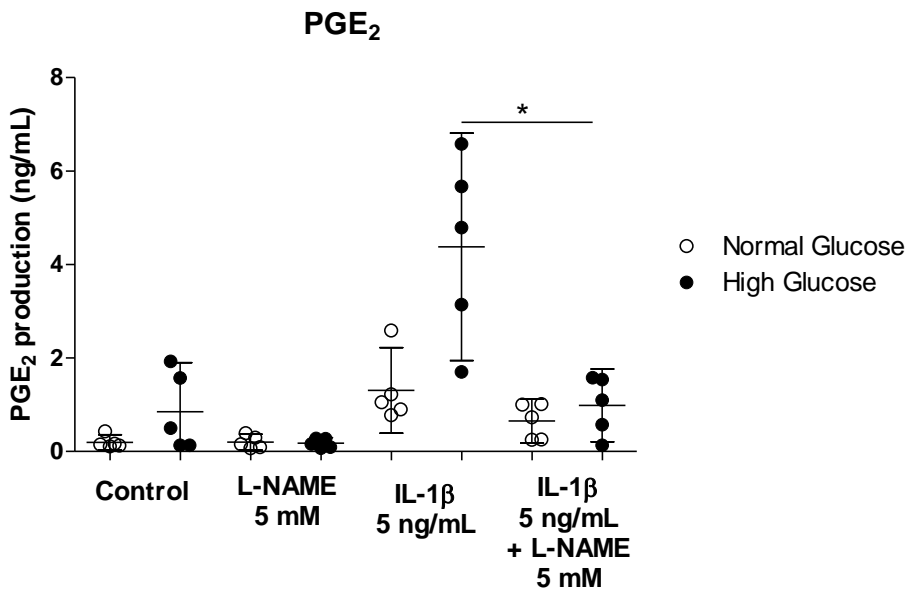 PGE₂
PGE₂ production (ng/mL)
8
6
4
2
0
*
Normal Glucose
High Glucose
Control
L-NAME
5 mM
IL-1β
5 ng/mL
IL-1β
5 ng/mL
+ L-NAME
5 mM